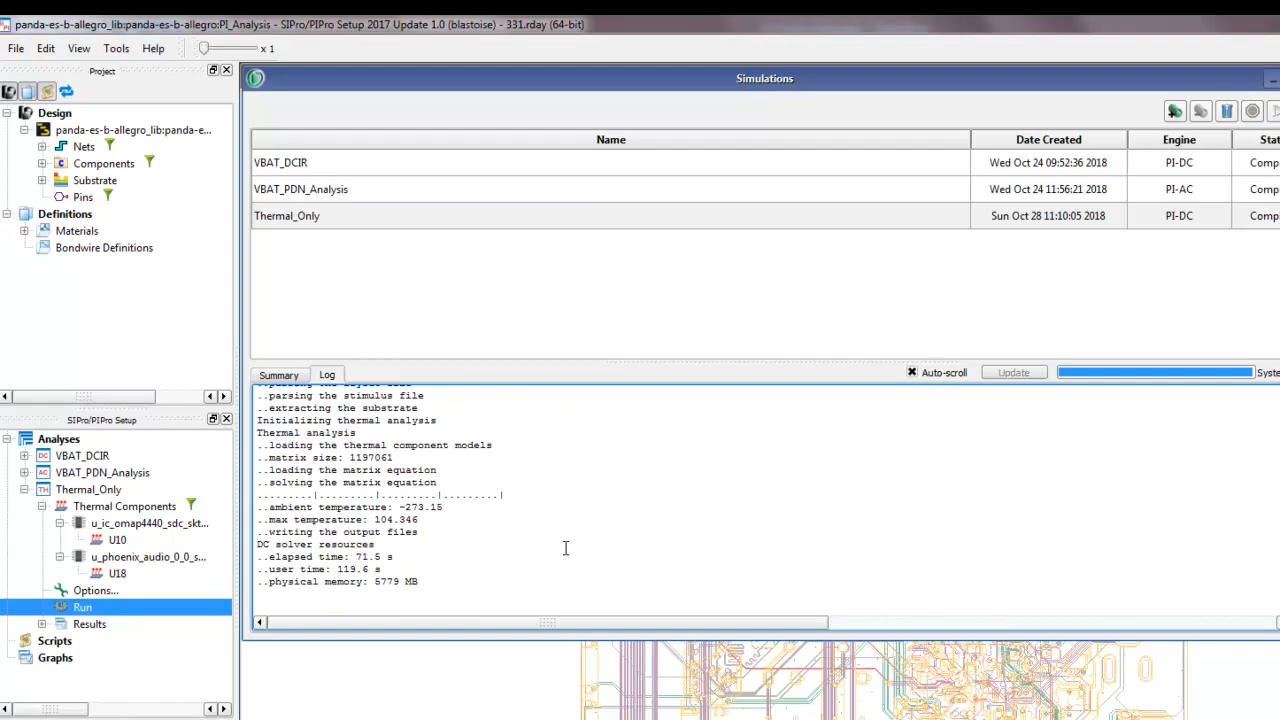 panda-es-b-allegro_lib:panda-es-b-allegro:PI_Analysis - SIPro/PIPro Setup 2017 Update 1.0 (blastoise) - 331.rday (64-bit)
File Edit View Tools Help x 1
Project
Design
panda-es-b-allegro_lib:panda-e...
Nets
Components
Substrate
Pins
Definitions
Materials
Bondwire Definitions
SIPro/PIPro Setup
Analyses
VBAT_DCIR
VBAT_PDN_Analysis
Thermal_Only
Thermal Components
u_ic_omap4440_sdc_skt...
U10
u_phoenix_audio_0_0_s...
U18
Options...
Run
Results
Scripts
Graphs
Simulations
Name Date Created Engine Stat
VBAT_DCIR Wed Oct 24 09:52:36 2018 PI-DC Comp
VBAT_PDN_Analysis Wed Oct 24 11:56:21 2018 PI-AC Comp
Thermal_Only Sun Oct 28 11:10:05 2018 PI-DC Comp
Summary Log Auto-scroll Update Syste
..parsing the stimulus file
..extracting the substrate
Initializing thermal analysis
Thermal analysis
..loading the thermal component models
..matrix size: 1197061
..loading the matrix equation
..solving the matrix equation
.........|.........|.........|.........|
..ambient temperature: -273.15
..max temperature: 104.346
..writing the output files
DC solver resources
..elapsed time: 71.5 s
..user time: 119.6 s
..physical memory: 5779 MB